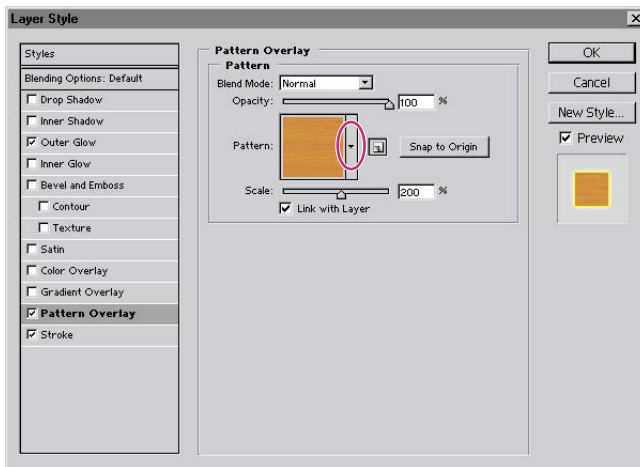 Layer Style
Styles
Blending Options: Default
Drop Shadow
Inner Shadow
Outer Glow
Inner Glow
Bevel and Emboss
Contour
Texture
Satin
Color Overlay
Gradient Overlay
Pattern Overlay
Stroke
Pattern Overlay
Pattern
Blend Mode: Normal
Opacity: 100 %
Pattern: Snap to Origin
Scale: 200 %
Link with Layer
OK
Cancel
New Style...
Preview